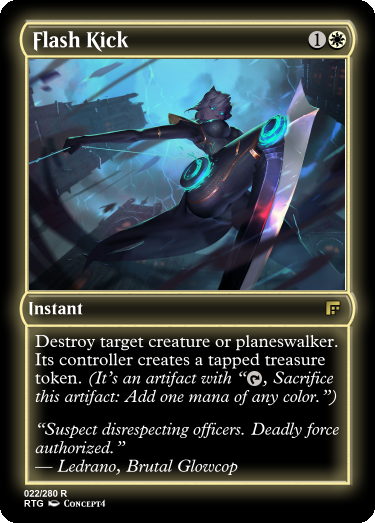 Flash Kick
1
Instant
Destroy target creature or planeswalker.
Its controller creates a tapped treasure
token. (It's an artifact with “, Sacrifice
this artifact: Add one mana of any color.”)
“Suspect disrespecting officers. Deadly force
authorized.”
— Ledrano, Brutal Glowcop
022/280 R
RTG Concept4